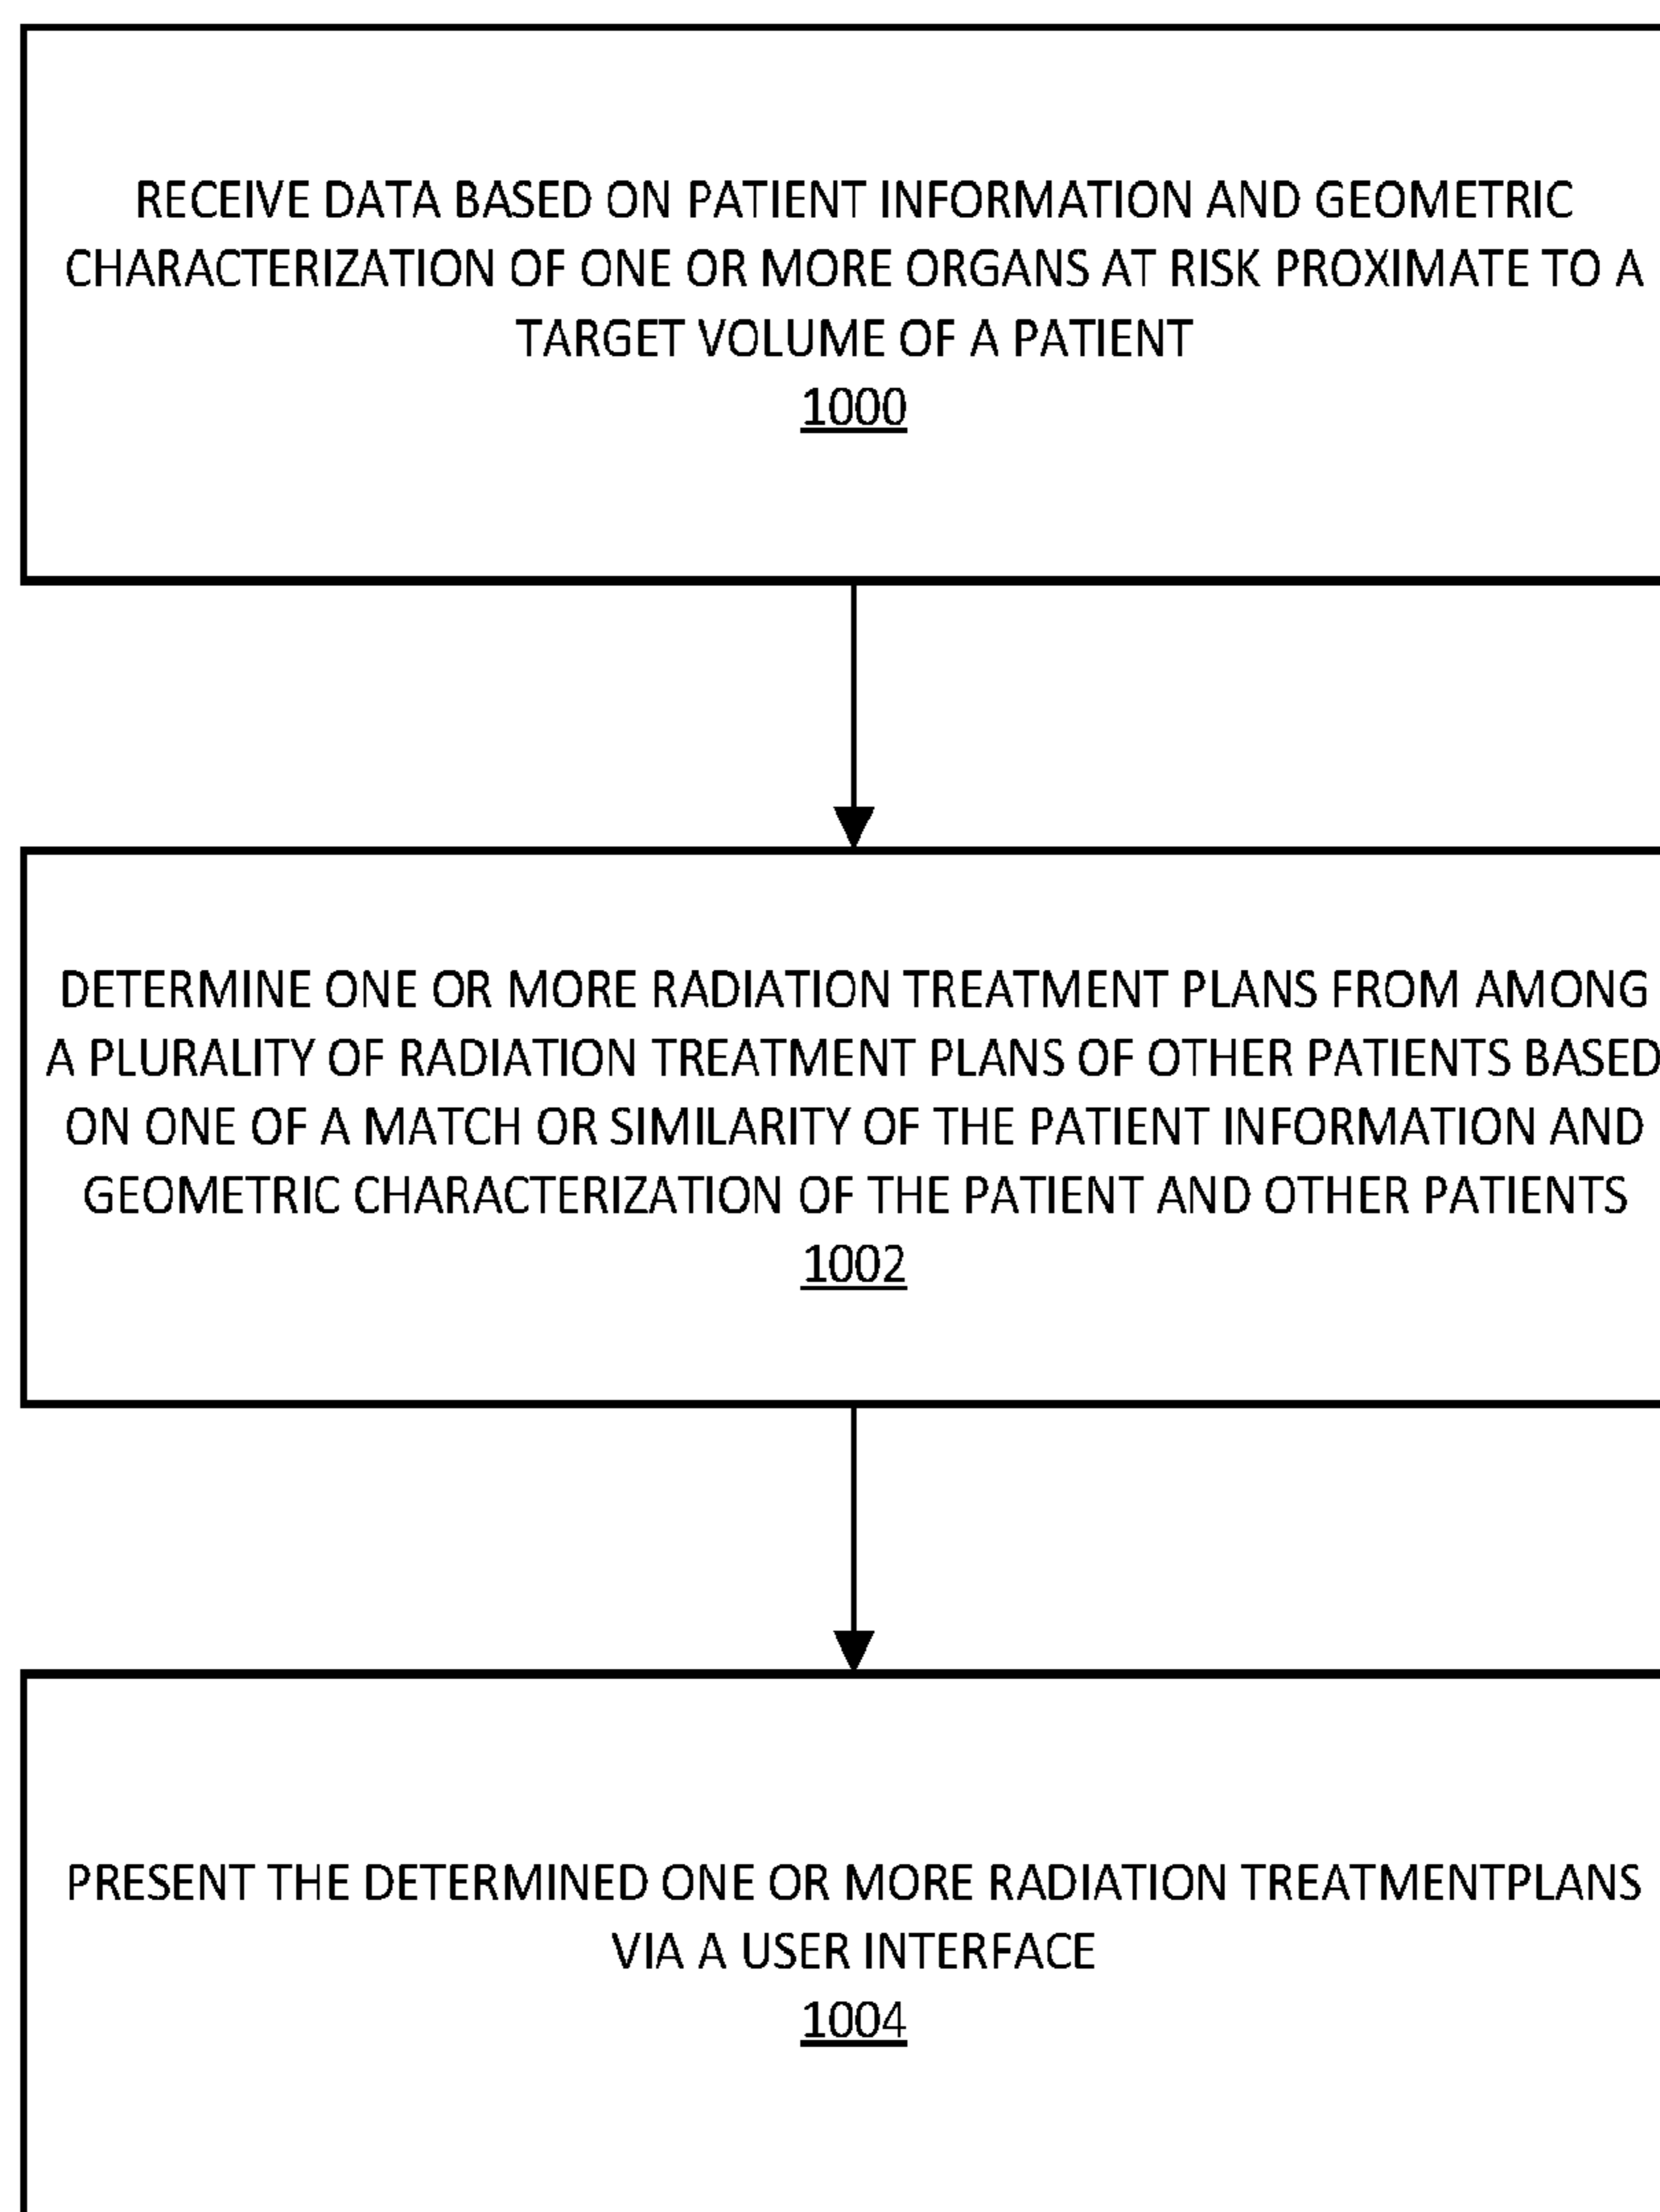 RECEIVE DATA BASED ON PATIENT INFORMATION AND GEOMETRIC
CHARACTERIZATION OF ONE OR MORE ORGANS AT RISK PROXIMATE TO A
TARGET VOLUME OF A PATIENT
1000
DETERMINE ONE OR MORE RADIATION TREATMENT PLANS FROM AMONG
A PLURALITY OF RADIATION TREATMENT PLANS OF OTHER PATIENTS BASED
ON ONE OF A MATCH OR SIMILARITY OF THE PATIENT INFORMATION AND
GEOMETRIC CHARACTERIZATION OF THE PATIENT AND OTHER PATIENTS
1002
PRESENT THE DETERMINED ONE OR MORE RADIATION TREATMENTPLANS
VIA A USER INTERFACE
1004